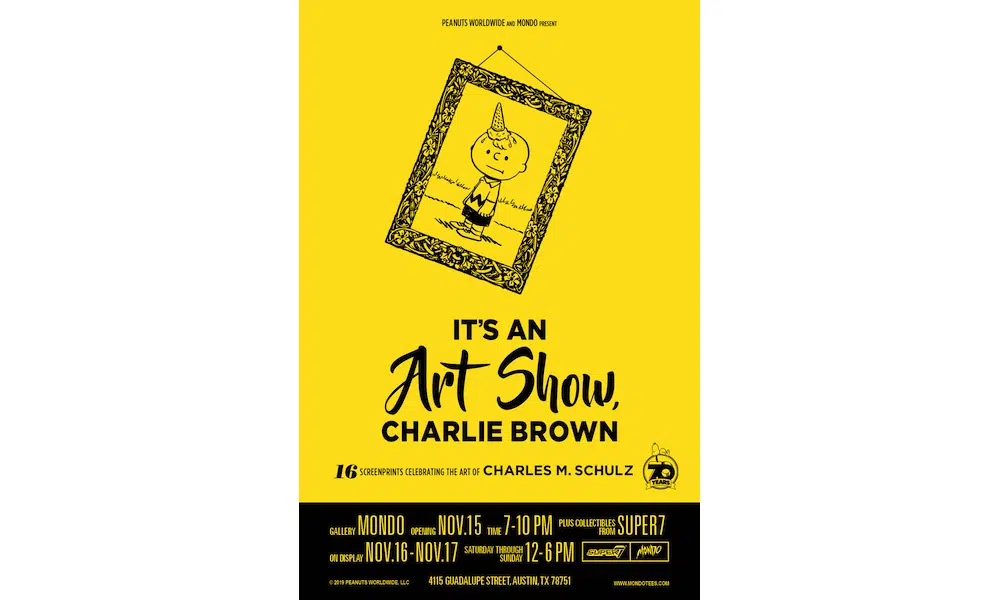 PEANUTS WORLDWIDE AND MONDO PRESENT
IT'S AN
Art Show,
CHARLIE BROWN
16 SCREENPRINTS CELEBRATING THE ART OF CHARLES M. SCHULZ
70
YEARS
GALLERY MONDO OPENING NOV.15 TIME 7-10 PM PLUS COLLECTIBLES FROM SUPER7
ON DISPLAY NOV.16-NOV.17 SATURDAY THROUGH SUNDAY 12-6 PM SUPER7 MONDO
© 2019 PEANUTS WORLDWIDE, LLC 4115 GUADALUPE STREET, AUSTIN, TX 78751 WWW.MONDOTEES.COM